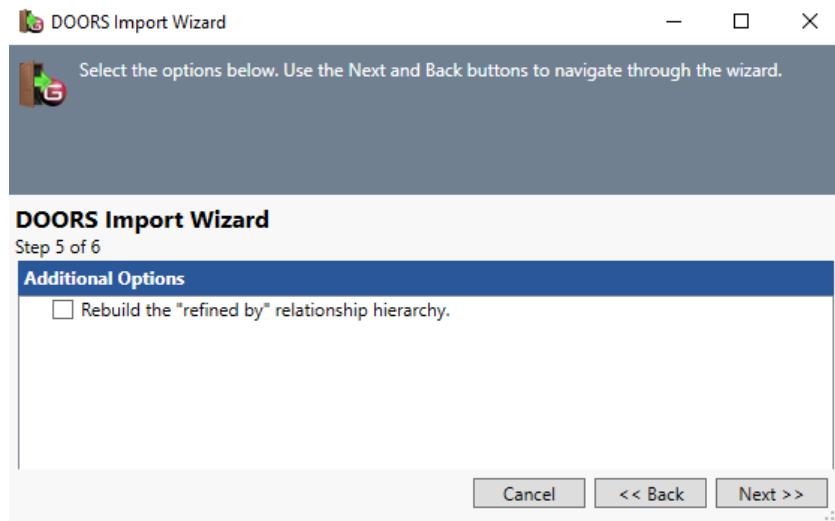 DOORS Import Wizard
Select the options below. Use the Next and Back buttons to navigate through the wizard.
DOORS Import Wizard
Step 5 of 6
Additional Options
Rebuild the "refined by" relationship hierarchy.
Cancel
<< Back
Next >>